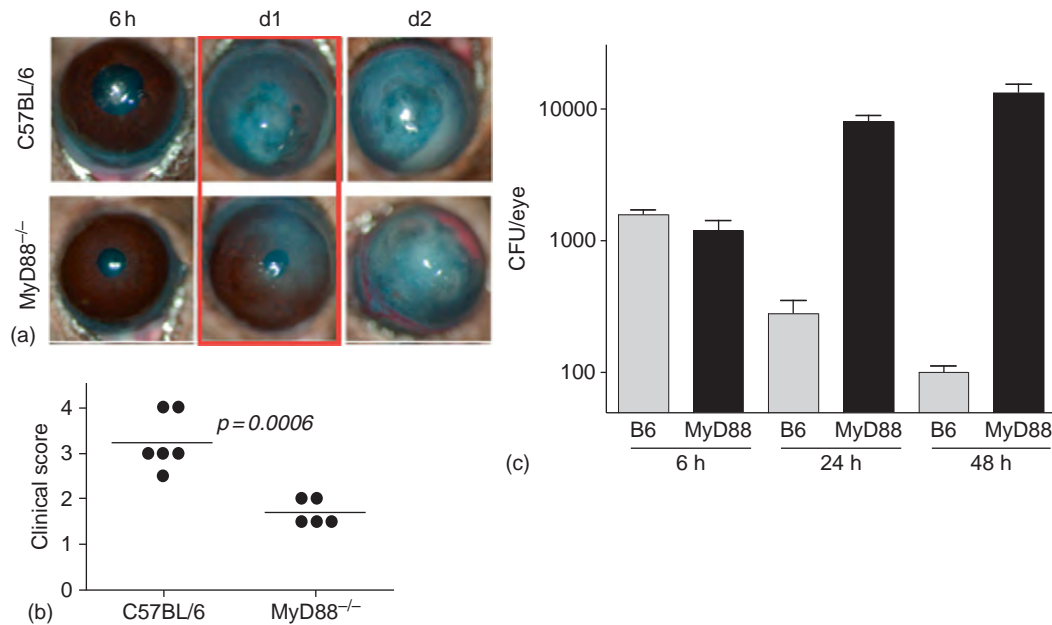 6 h d1 d2
C57BL/6
MyD88–/–
(a)
4
3
2
1
0
Clinical score
p = 0.0006
C57BL/6 MyD88–/–
(b)
10000
1000
100
CFU/eye
B6 MyD88 B6 MyD88 B6 MyD88
6 h 24 h 48 h
(c)